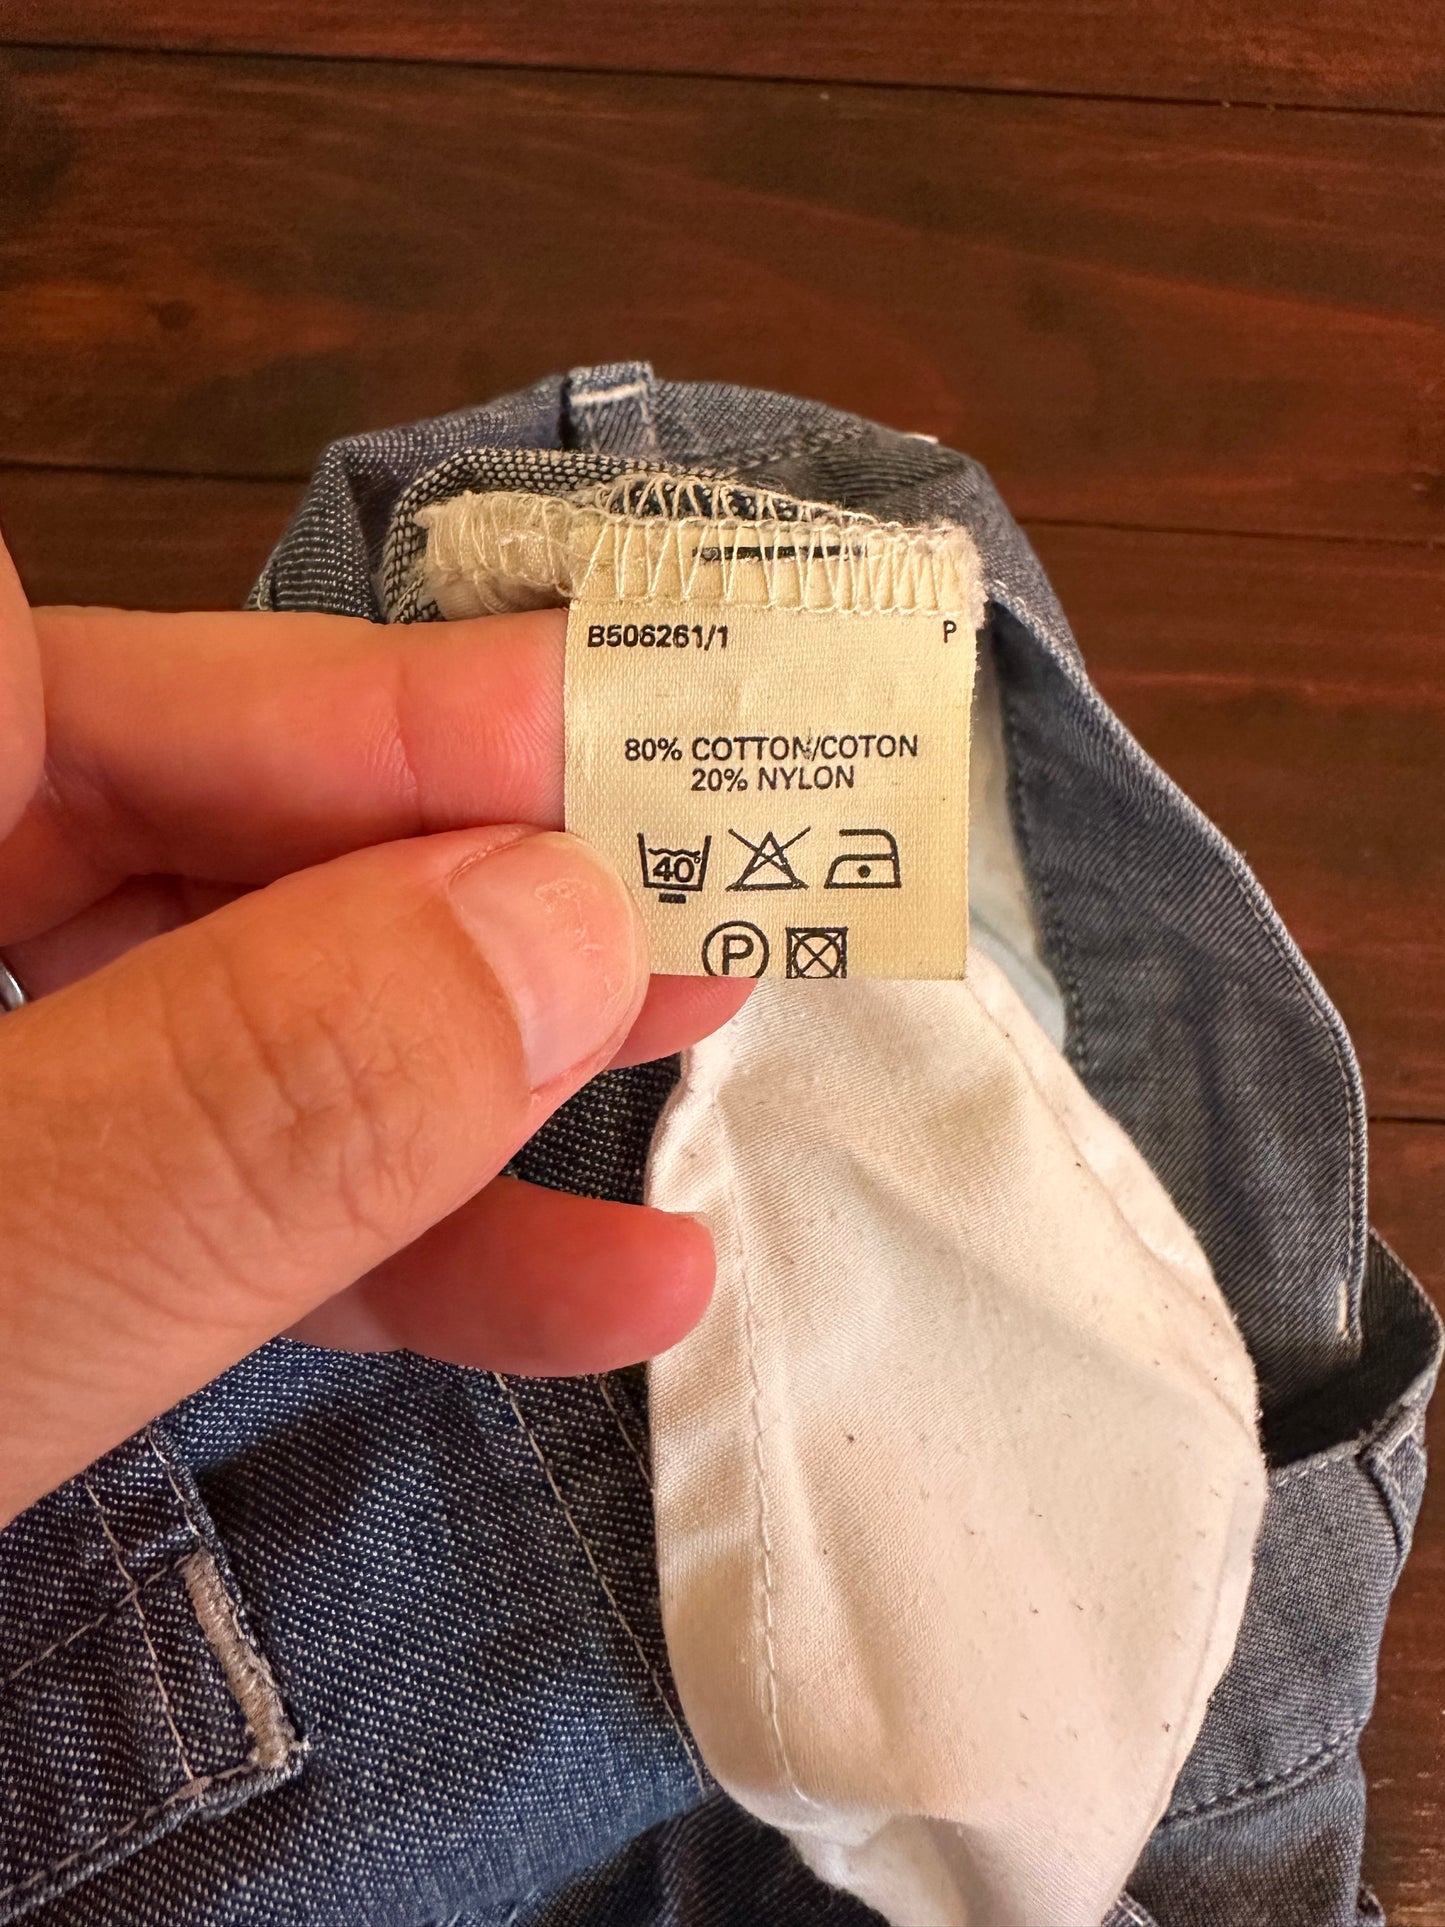 B506261/1 P
80% COTTON/COTON
20% NYLON
40°
P